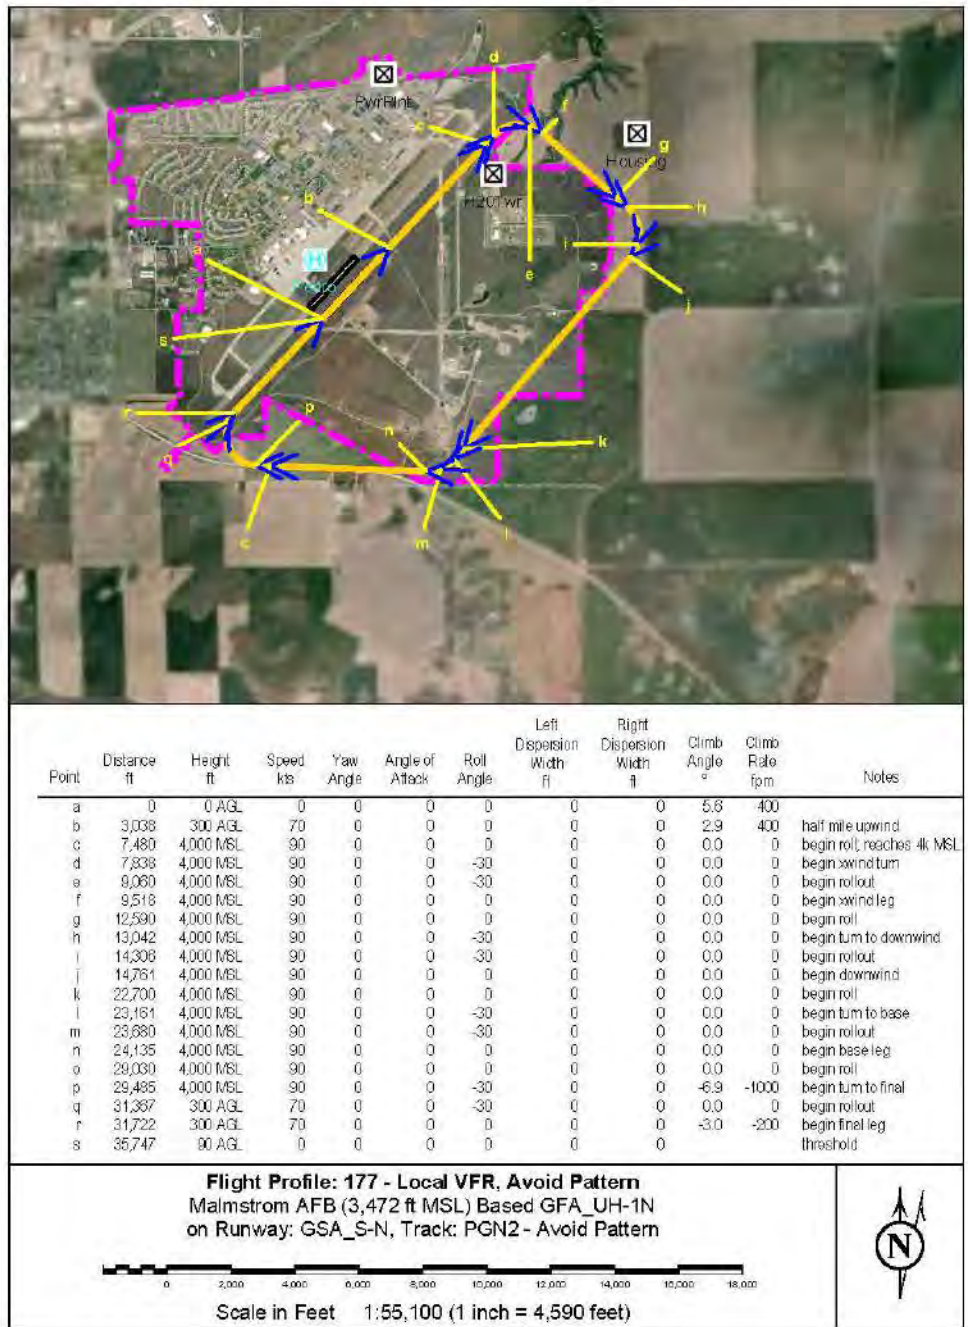 d
PwrPlnt
c
f
Housing
g
H20Twr
b
h
a
H
Pedro
i
e
j
s
r
p
q
n
k
l
o
m
Left Right
Dispersion Dispersion Climb Climb
Distance Height Speed Yaw Angle of Roll Width Width Angle Rate
Point ft ft kts Angle Attack Angle ft ft ° fpm Notes
a 0 0 AGL 0 0 0 0 0 0 5.6 400
b 3,038 300 AGL 70 0 0 0 0 0 2.9 400 half mile upwind
c 7,480 4,000 MSL 90 0 0 0 0 0 0.0 0 begin roll; reaches 4k MSL
d 7,838 4,000 MSL 90 0 0 -30 0 0 0.0 0 begin xwind turn
e 9,060 4,000 MSL 90 0 0 -30 0 0 0.0 0 begin rollout
f 9,516 4,000 MSL 90 0 0 0 0 0 0.0 0 begin xwind leg
g 12,590 4,000 MSL 90 0 0 0 0 0 0.0 0 begin roll
h 13,042 4,000 MSL 90 0 0 -30 0 0 0.0 0 begin turn to downwind
i 14,306 4,000 MSL 90 0 0 -30 0 0 0.0 0 begin rollout
j 14,761 4,000 MSL 90 0 0 0 0 0 0.0 0 begin downwind
k 22,700 4,000 MSL 90 0 0 0 0 0 0.0 0 begin roll
l 23,161 4,000 MSL 90 0 0 -30 0 0 0.0 0 begin turn to base
m 23,680 4,000 MSL 90 0 0 -30 0 0 0.0 0 begin rollout
n 24,135 4,000 MSL 90 0 0 0 0 0 0.0 0 begin base leg
o 29,030 4,000 MSL 90 0 0 0 0 0 0.0 0 begin roll
p 29,485 4,000 MSL 90 0 0 -30 0 0 -6.9 -1000 begin turn to final
q 31,367 300 AGL 70 0 0 -30 0 0 0.0 0 begin rollout
r 31,722 300 AGL 70 0 0 0 0 0 -3.0 -200 begin final leg
s 35,747 90 AGL 0 0 0 0 0 0 threshold
Flight Profile: 177 - Local VFR, Avoid Pattern
Malmstrom AFB (3,472 ft MSL) Based GFA_UH-1N
on Runway: GSA_S-N, Track: PGN2 - Avoid Pattern
N
0 2,000 4,000 6,000 8,000 10,000 12,000 14,000 16,000 18,000
Scale in Feet 1:55,100 (1 inch = 4,590 feet)